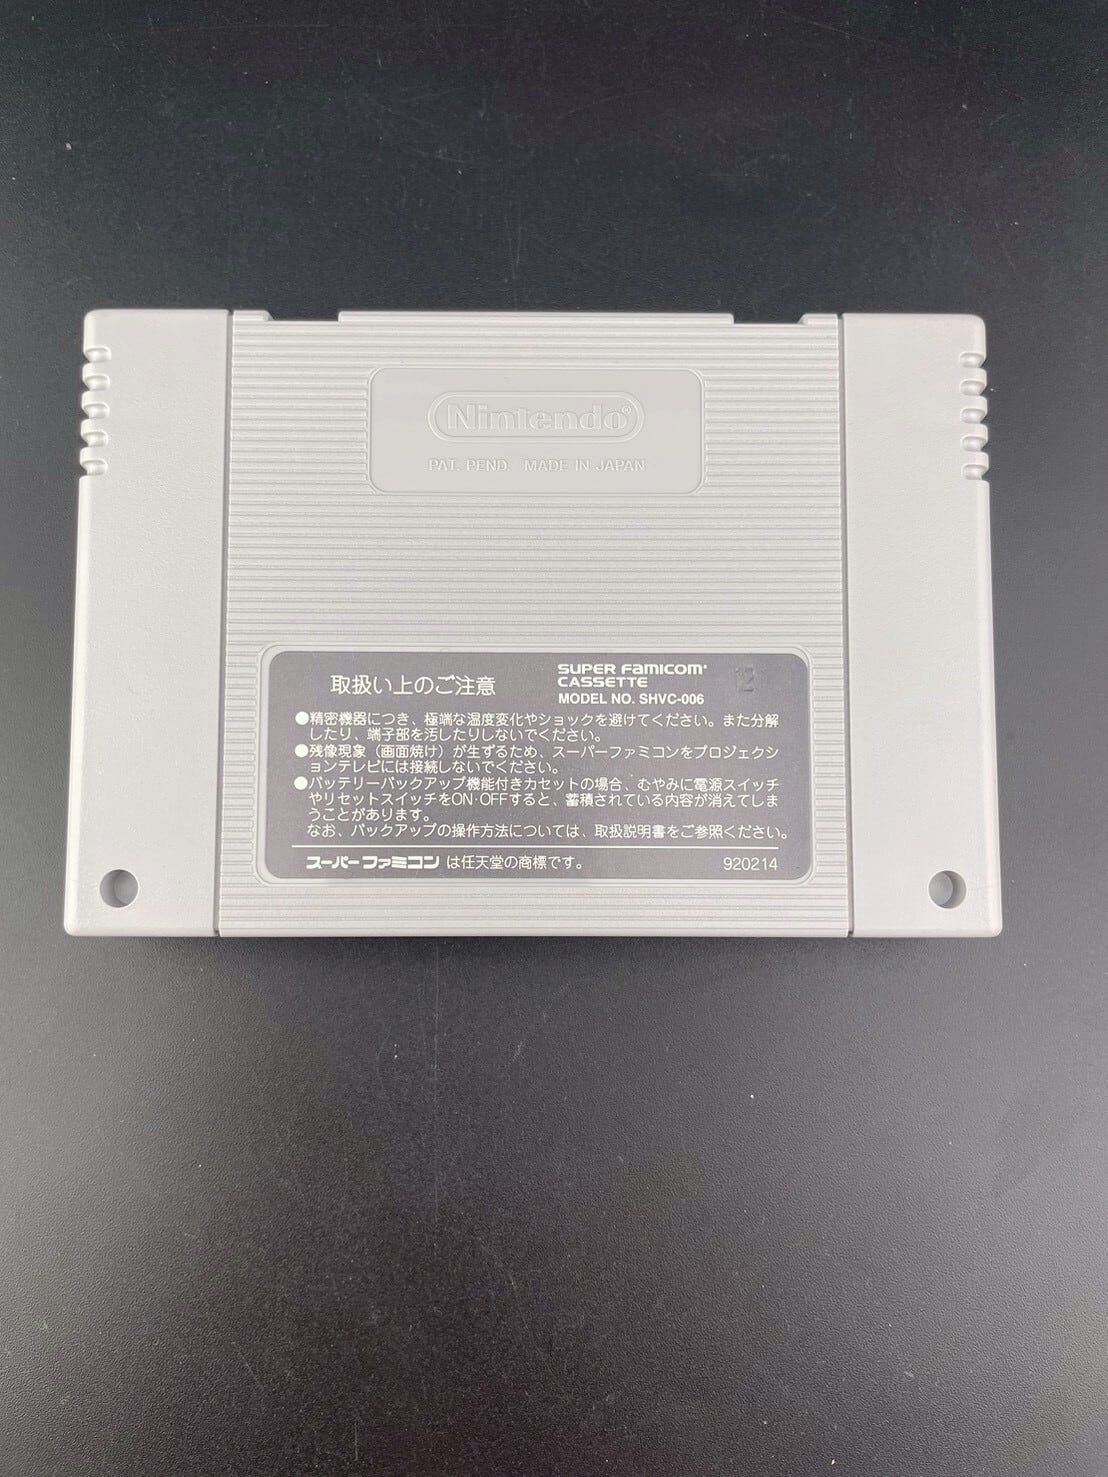 Nintendo®
PAT. PEND. MADE IN JAPAN
取扱い上のご注意
SUPER FAMICOM
CASSETTE
MODEL NO. SHVC-006
12
●精密機器につき、極端な温度変化やショックを避けてください。また分解
したり、端子部を汚したりしないでください。
●残像現象(画面焼け)が生ずるため、スーパーファミコンをプロジェクシ
ョンテレビには接続しないでください。
●バッテリーバックアップ機能付きカセットの場合、むやみに電源スイッチ
やリセットスイッチをON·OFFすると、蓄積されている内容が消えてしま
うことがあります。
なお、バックアップの操作方法については、取扱説明書をご参照ください。
スーパーファミコン は任天堂の商標です。 920214